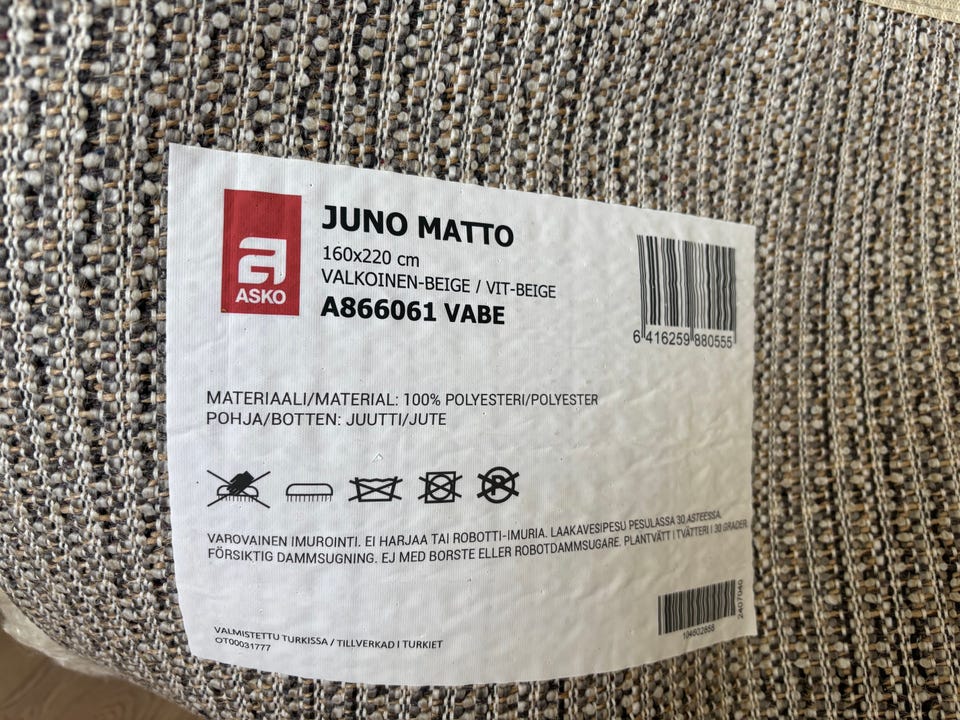 a
ASKO
JUNO MATTO
160x220 cm
VALKOINEN-BEIGE / VIT-BEIGE
A866061 VABE
6 416259 880555
MATERIAALI/MATERIAL: 100% POLYESTERI/POLYESTER
POHJA/BOTTEN: JUUTTI/JUTE
P
VAROVAINEN IMUROINTI. EI HARJAA TAI ROBOTTI-IMURIA. LAAKAVESIPESU PESULASSA 30 ASTEESSA.
FÖRSIKTIG DAMMSUGNING. EJ MED BORSTE ELLER ROBOTDAMMSUGARE. PLANTVÄTT I TVÄTTERI I 30 GRADER.
VALMISTETTU TURKISSA / TILLVERKAD I TURKIET
OT00031777
104602858
2407040